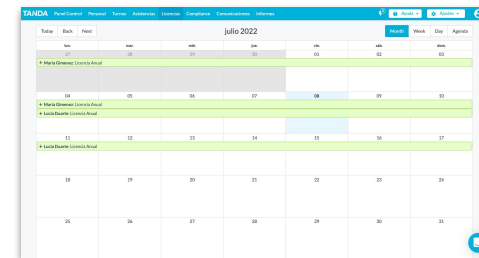 TANDA Panel Control Personal Turnos Asistencias Licencias Compliance Comunicaciones Informes Ayuda Ajustes
Today Back Next julio 2022 Month Week Day Agenda
lun. mar. mié. jue. vie. sáb. dom.
27 28 29 30 01 02 03
+ María Gimenez: Licencia Anual
04 05 06 07 08 09 10
+ María Gimenez: Licencia Anual
+ Lucía Duarte: Licencia Anual
11 12 13 14 15 16 17
+ Lucía Duarte: Licencia Anual
18 19 20 21 22 23 24
25 26 27 28 29 30 31